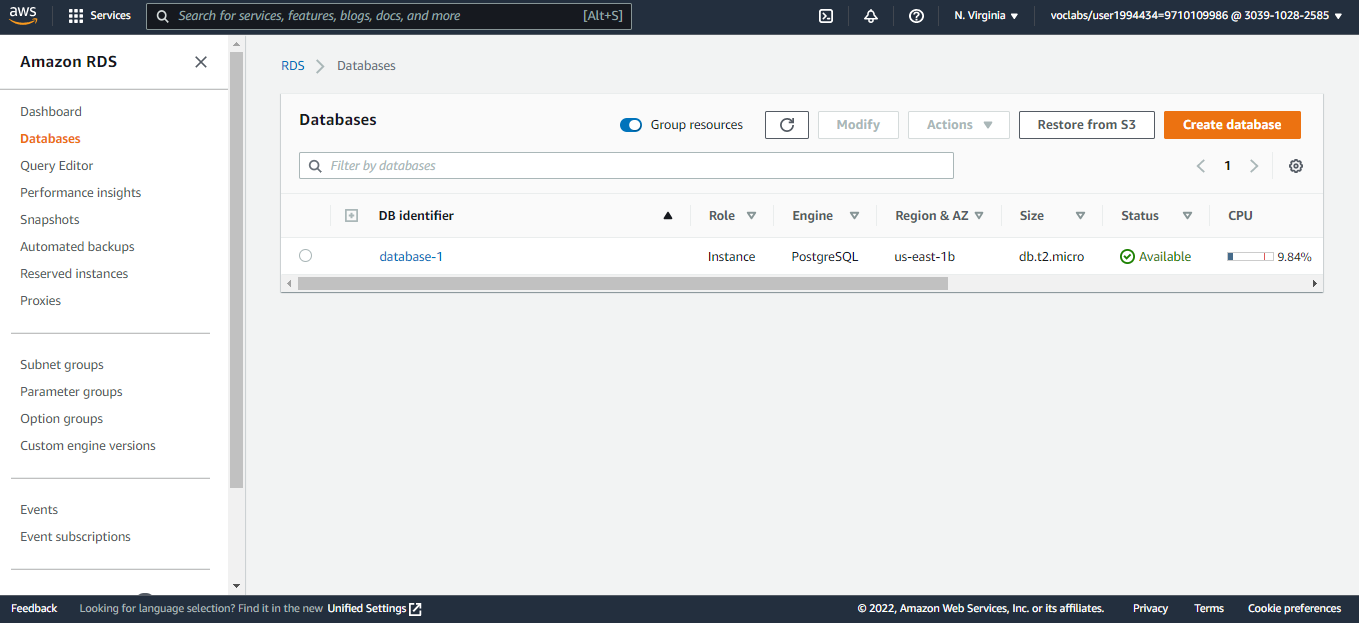 aws Services Search for services, features, blogs, docs, and more [Alt+S] N. Virginia voclabs/user1994434=9710109986 @ 3039-1028-2585
Amazon RDS
Dashboard
Databases
Query Editor
Performance insights
Snapshots
Automated backups
Reserved instances
Proxies
Subnet groups
Parameter groups
Option groups
Custom engine versions
Events
Event subscriptions
RDS Databases
Databases Group resources Modify Actions Restore from S3 Create database
Filter by databases 1
DB identifier Role Engine Region & AZ Size Status CPU
database-1 Instance PostgreSQL us-east-1b db.t2.micro Available 9.84%
Feedback Looking for language selection? Find it in the new Unified Settings © 2022, Amazon Web Services, Inc. or its affiliates. Privacy Terms Cookie preferences